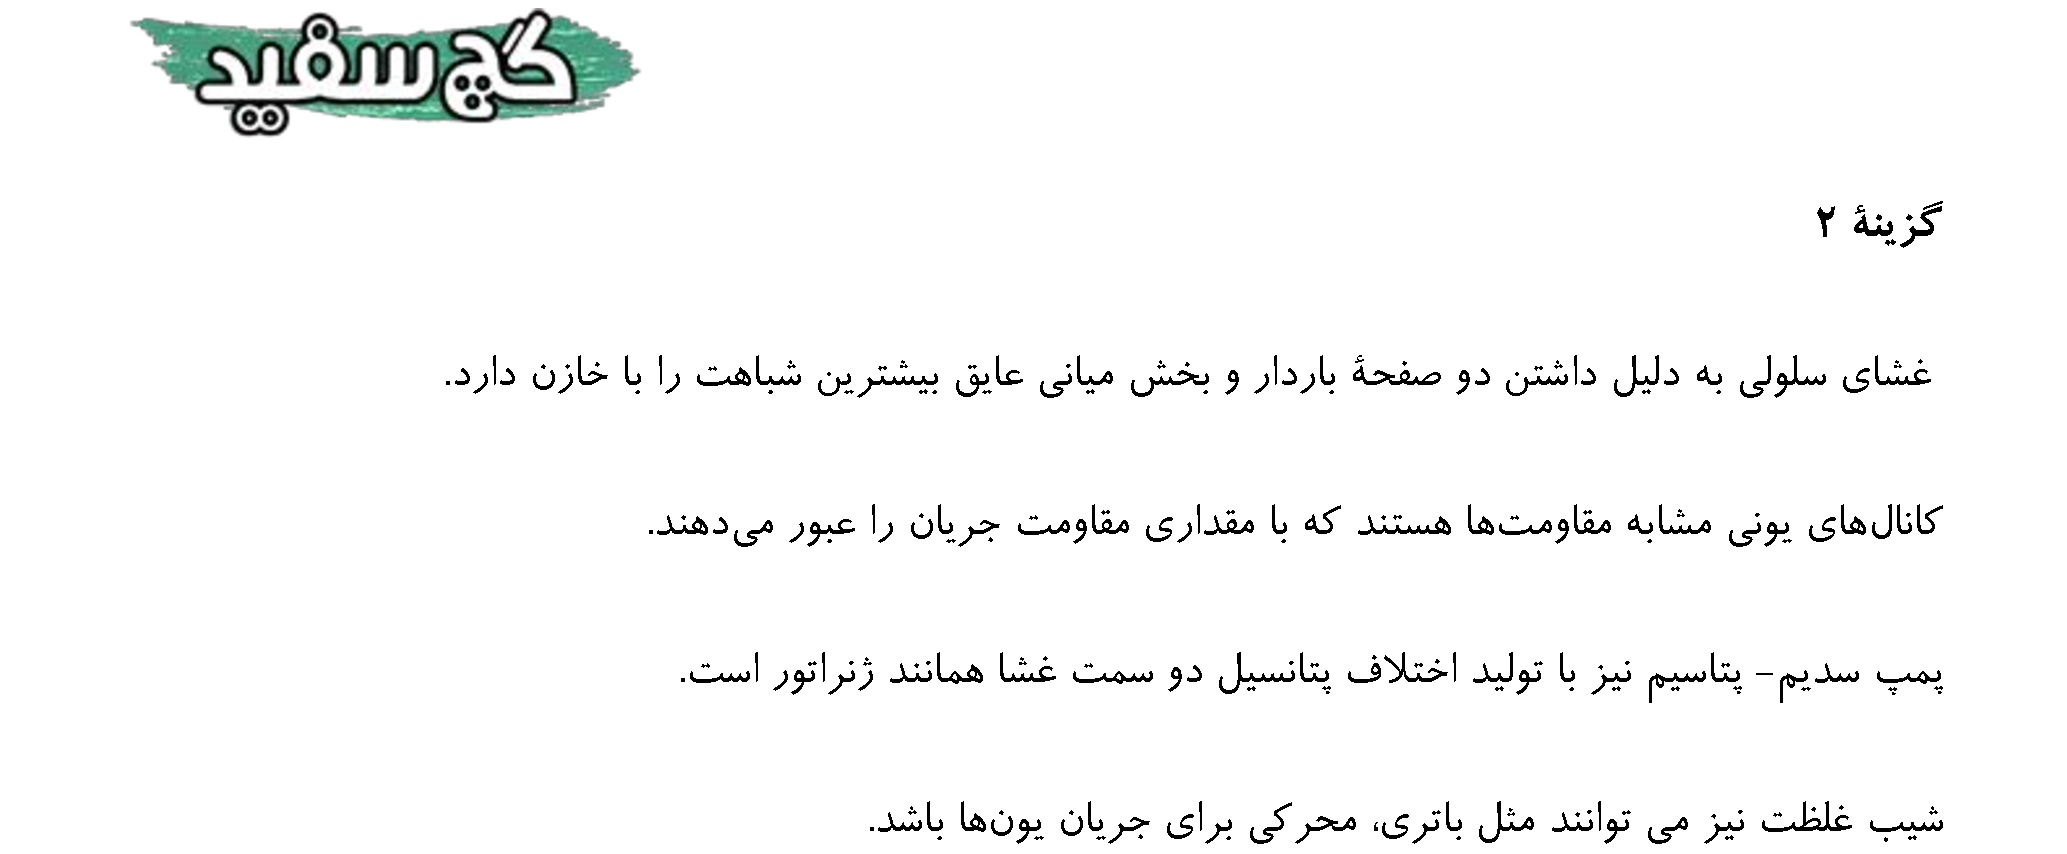 گچ سفید
گزینهٔ ۲
غشای سلولی به دلیل داشتن دو صفحهٔ باردار و بخش میانی عایق بیشترین شباهت را با خازن دارد.
کانال‌های یونی مشابه مقاومت‌ها هستند که با مقداری مقاومت جریان را عبور می‌دهند.
پمپ سدیم- پتاسیم نیز با تولید اختلاف پتانسیل دو سمت غشا همانند ژنراتور است.
شیب غلظت نیز می توانند مثل باتری، محرکی برای جریان یون‌ها باشد.